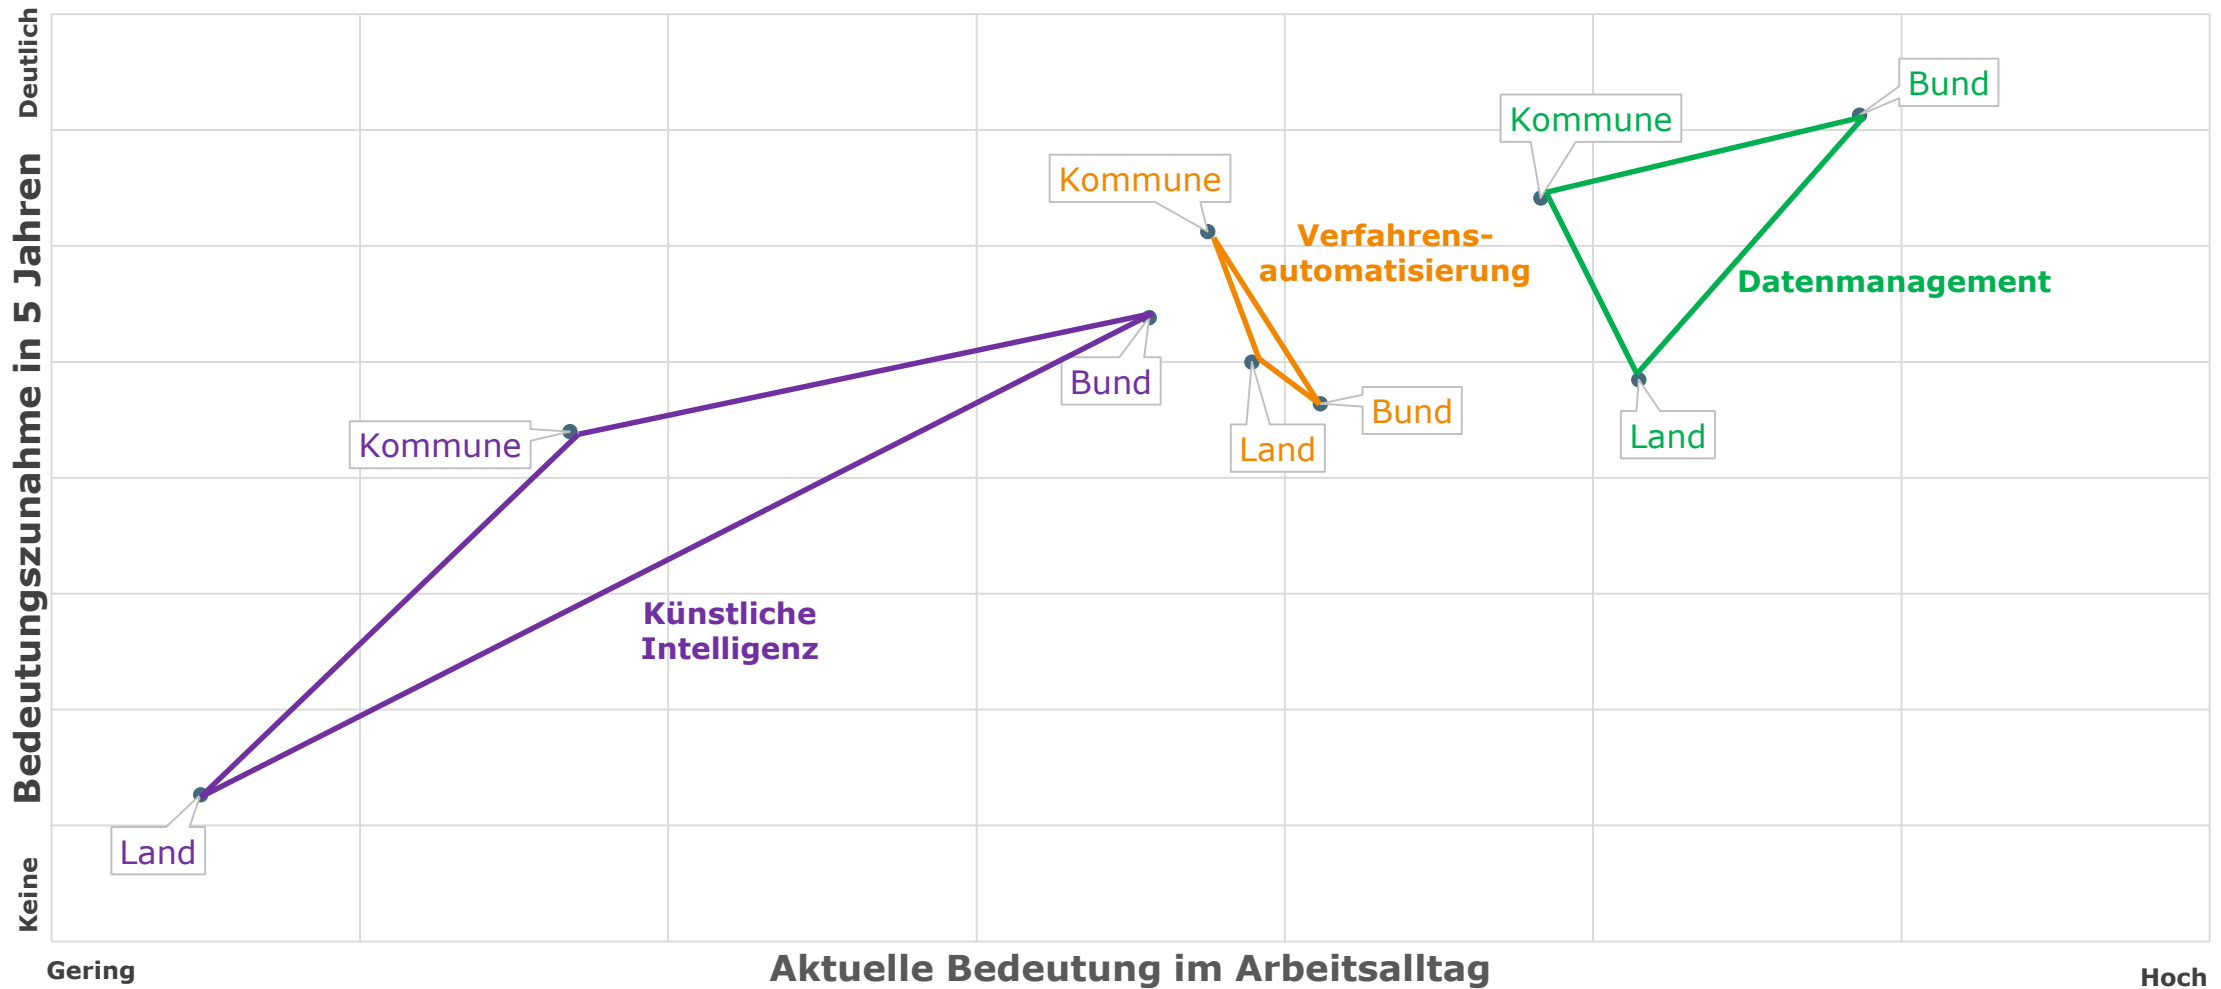 Deutlich
Bedeutungszunahme in 5 Jahren
Keine
Bund
Kommune
Kommune
Verfahrens-
automatisierung
Datenmanagement
Bund
Bund
Kommune
Land
Land
Künstliche
Intelligenz
Land
Gering
Aktuelle Bedeutung im Arbeitsalltag
Hoch